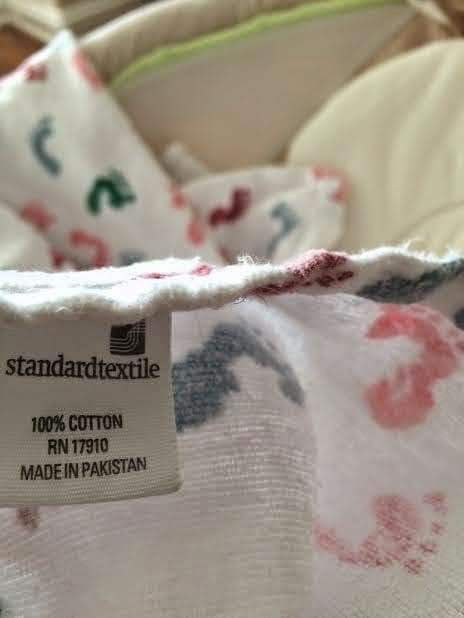 standardtextile
100% COTTON
RN 17910
MADE IN PAKISTAN